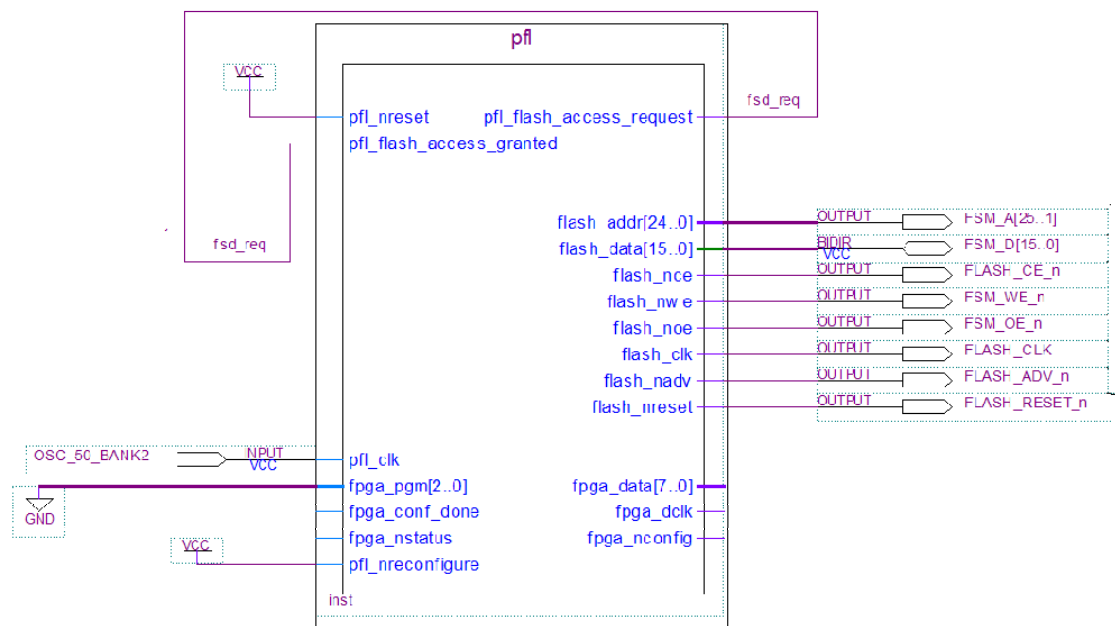 pfl
VCC
fsd_req
pfl_nreset pfl_flash_access_request
pfl_flash_access_granted
flash_addr[24..0] OUTPUT FSM_A[25..1]
fsd_req
flash_data[15..0] BIDIR VCC FSM_D[15..0]
flash_nce OUTPUT FLASH_CE_n
flash_nwe OUTPUT FSM_WE_n
flash_noe OUTPUT FSM_OE_n
flash_clk OUTPUT FLASH_CLK
flash_nadv OUTPUT FLASH_ADV_n
flash_nreset OUTPUT FLASH_RESET_n
OSC_50_BANK2 INPUT VCC pfl_clk
fpga_pgm[2..0] fpga_data[7..0]
GND
fpga_conf_done fpga_dclk
fpga_nstatus fpga_nconfig
VCC
pfl_nreconfigure
inst